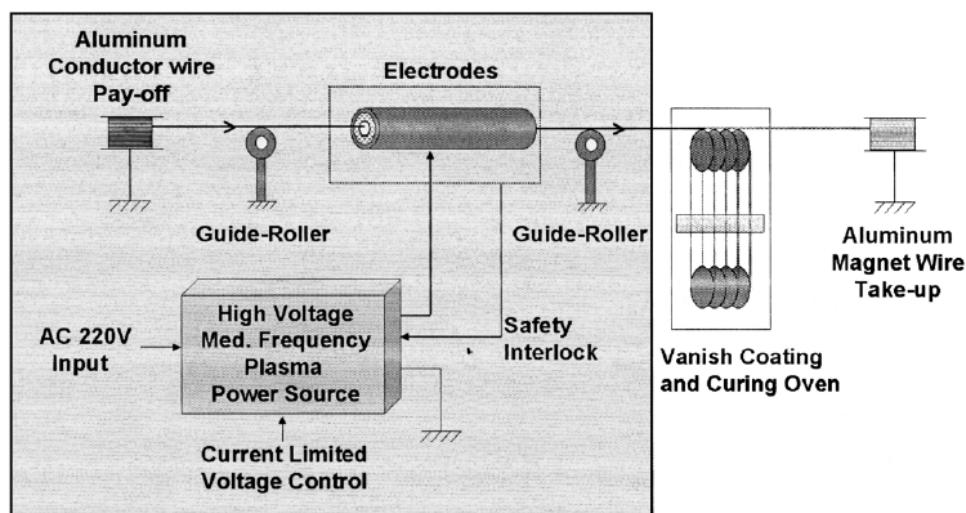 Aluminum
Conductor wire
Pay-off
Electrodes
Guide-Roller
Guide-Roller
Aluminum
Magnet Wire
Take-up
High Voltage
Med. Frequency
Plasma
Power Source
AC 220V
Input
Safety
Interlock
Vanish Coating
and Curing Oven
Current Limited
Voltage Control